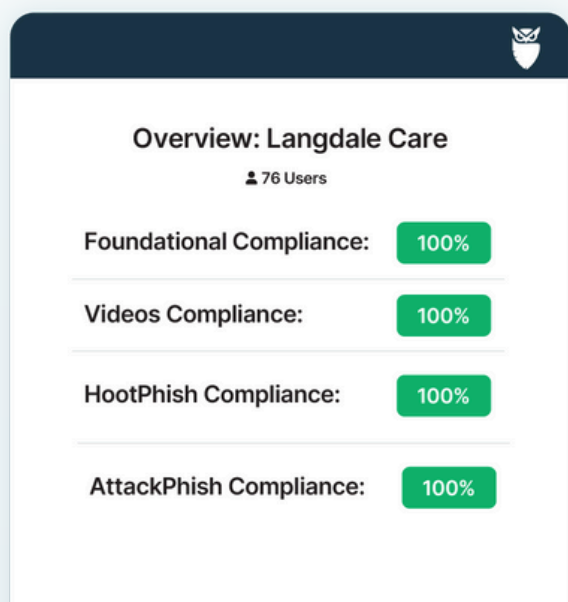 Overview: Langdale Care
76 Users
Foundational Compliance: 100%
Videos Compliance: 100%
HootPhish Compliance: 100%
AttackPhish Compliance: 100%